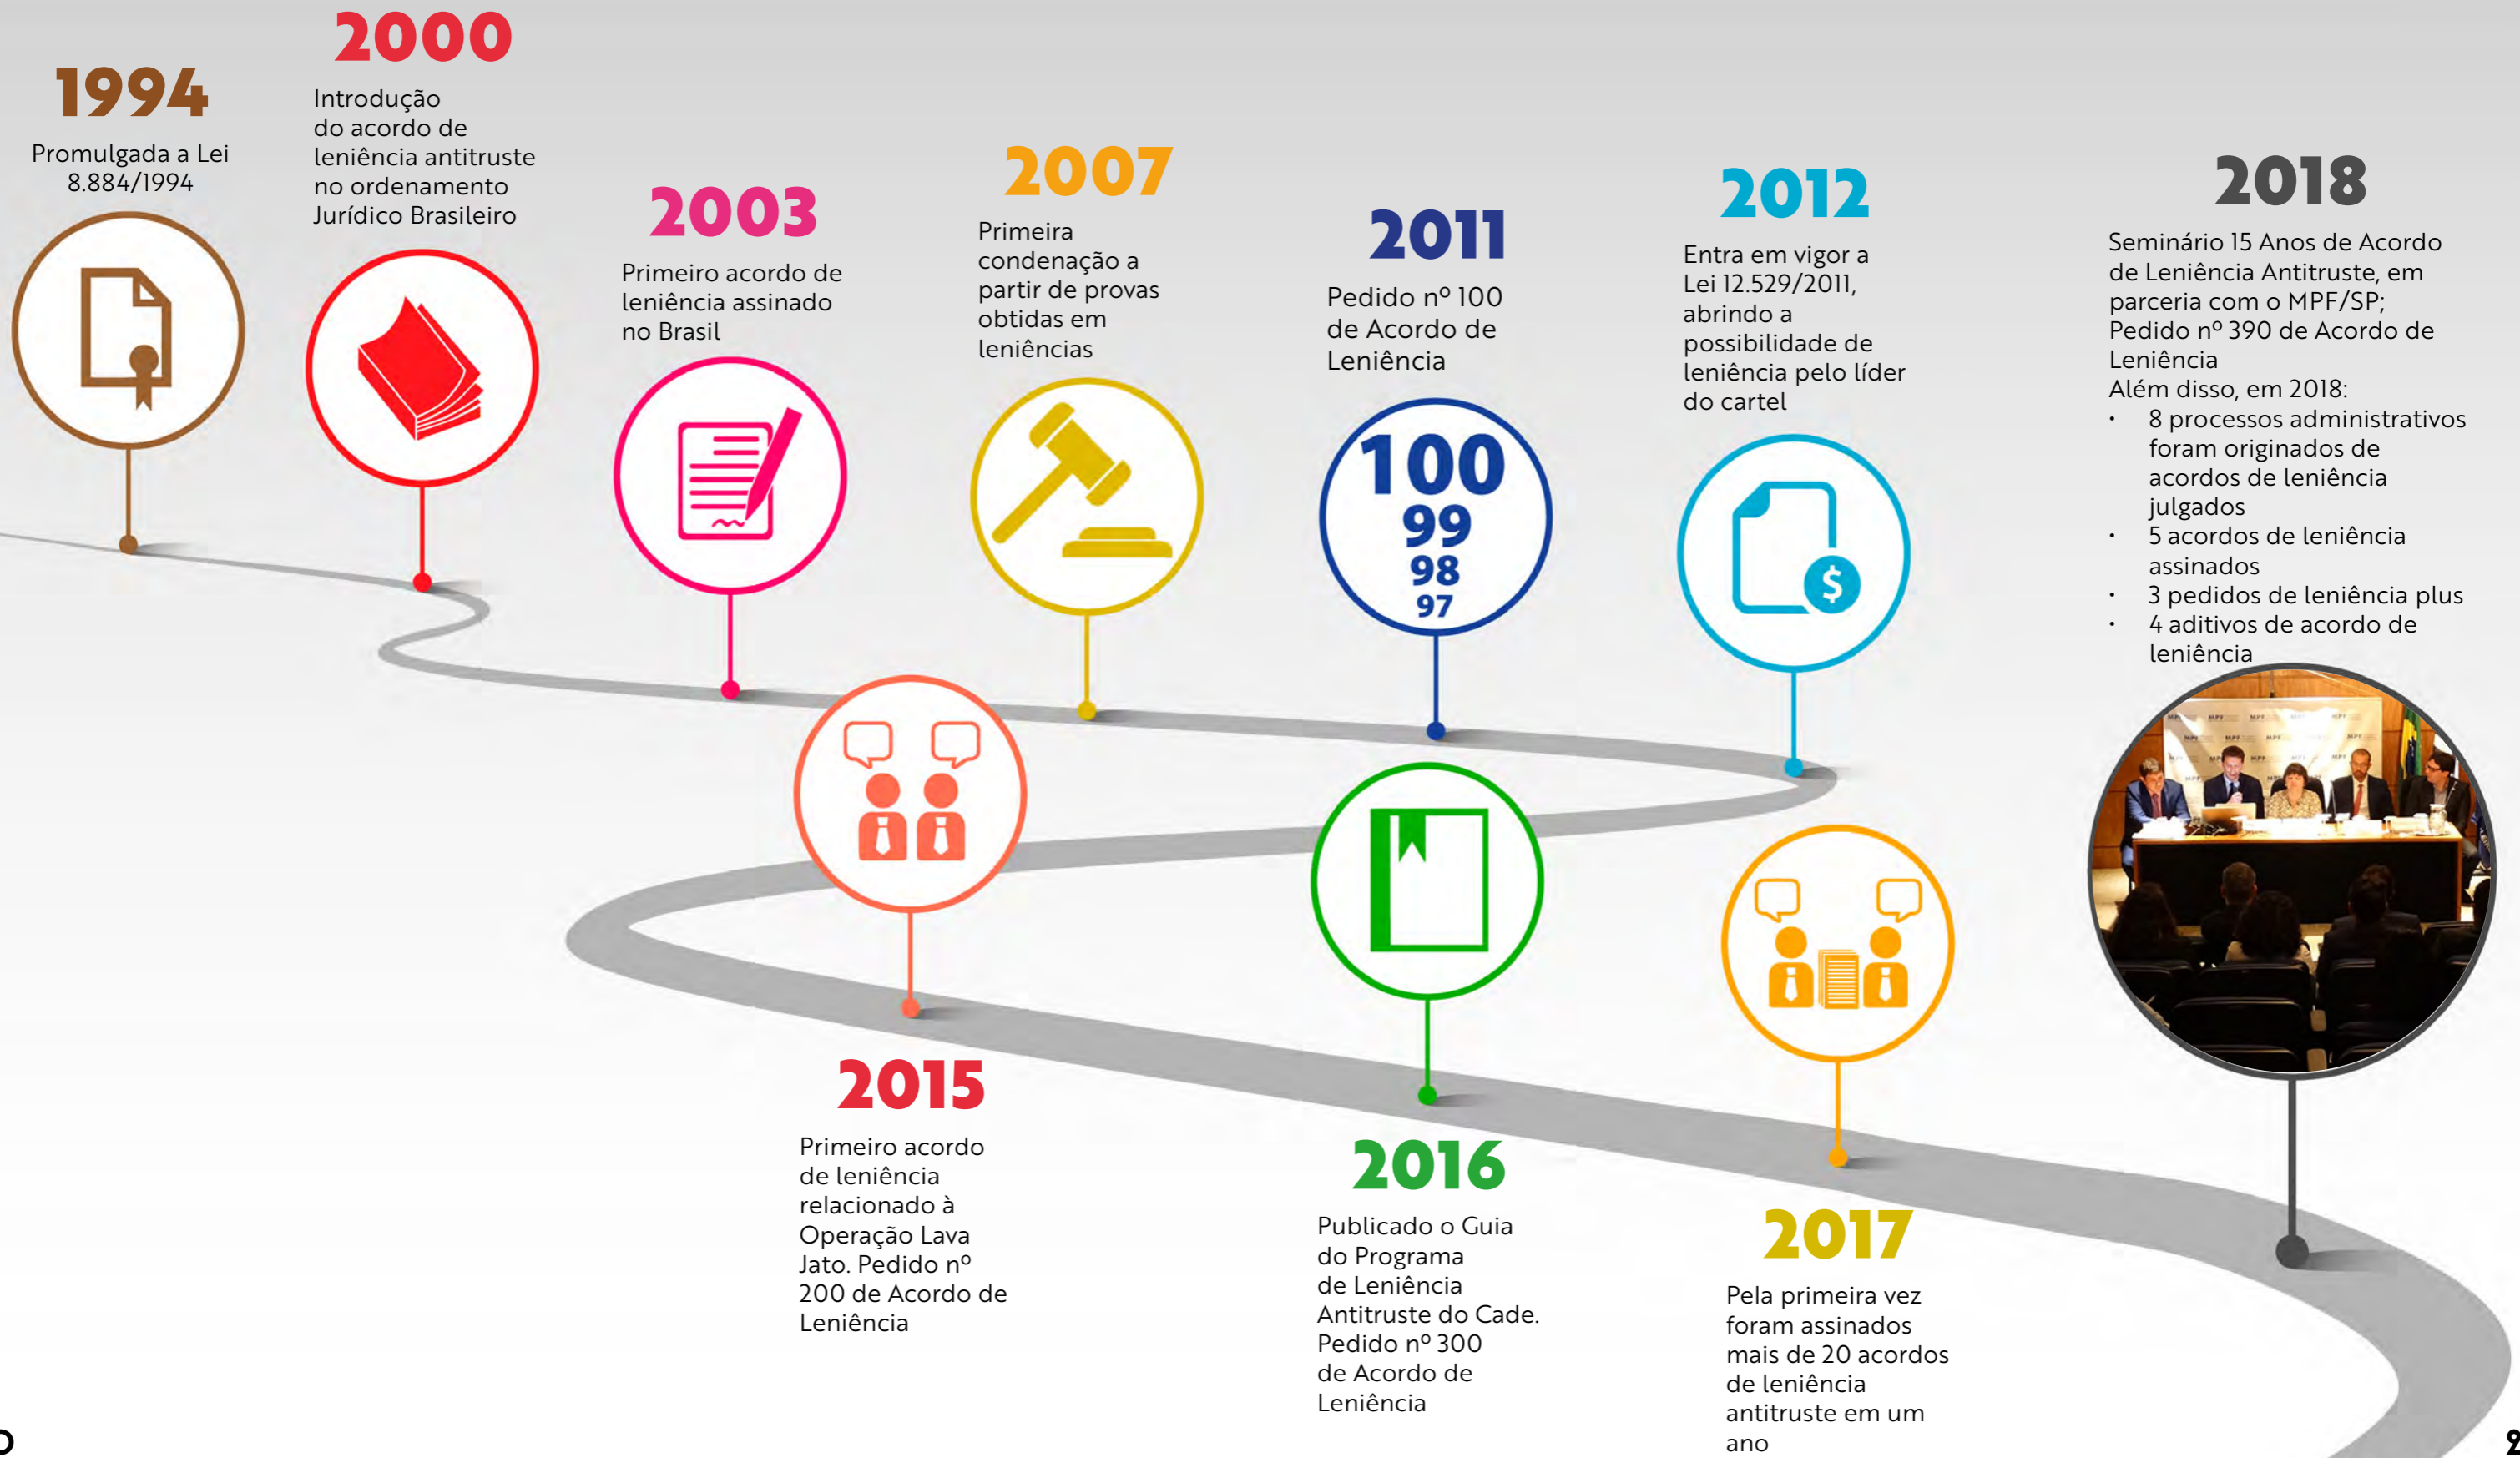 1994
Promulgada a Lei
8.884/1994
2000
Introdução
do acordo de
leniência antitruste
no ordenamento
Jurídico Brasileiro
2003
Primeiro acordo de
leniência assinado
no Brasil
2007
Primeira
condenação a
partir de provas
obtidas em
leniências
2011
Pedido nº 100
de Acordo de
Leniência
100
99
98
97
2012
Entra em vigor a
Lei 12.529/2011,
abrindo a
possibilidade de
leniência pelo líder
do cartel
$
2015
Primeiro acordo
de leniência
relacionado à
Operação Lava
Jato. Pedido nº
200 de Acordo de
Leniência
2016
Publicado o Guia
do Programa
de Leniência
Antitruste do Cade.
Pedido nº 300
de Acordo de
Leniência
2017
Pela primeira vez
foram assinados
mais de 20 acordos
de leniência
antitruste em um
ano
2018
Seminário 15 Anos de Acordo
de Leniência Antitruste, em
parceria com o MPF/SP;
Pedido nº 390 de Acordo de
Leniência
Além disso, em 2018:
• 8 processos administrativos
foram originados de
acordos de leniência
julgados
• 5 acordos de leniência
assinados
• 3 pedidos de leniência plus
• 4 aditivos de acordo de
leniência
MPF MPF MPF MPF MPF